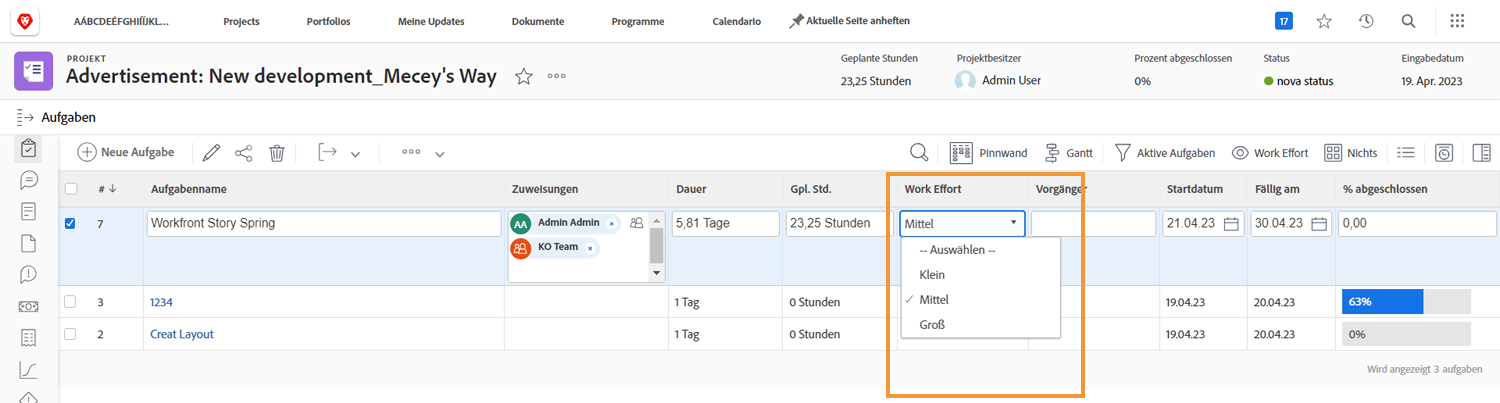 AÁBCDEÉFGHIÍJKL... Projects Portfolios Meine Updates Dokumente Programme Calendario Aktuelle Seite anheften 17
PROJEKT
Advertisement: New development_Mecey's Way
Geplante Stunden Projektbesitzer Prozent abgeschlossen Status Eingabedatum
23,25 Stunden Admin User 0% nova status 19. Apr. 2023
Aufgaben
Neue Aufgabe Pinnwand Gantt Aktive Aufgaben Work Effort Nichts
# Aufgabenname Zuweisungen Dauer Gpl. Std. Work Effort Vorgänger Startdatum Fällig am % abgeschlossen
7 Workfront Story Spring AA Admin Admin × 5,81 Tage 23,25 Stunden Mittel 21.04.23 30.04.23 0,00
KO Team ×
-- Auswählen --
Klein
Mittel
Groß
3 1234 1 Tag 0 Stunden 19.04.23 20.04.23 63%
2 Creat Layout 1 Tag 0 Stunden 19.04.23 20.04.23 0%
Wird angezeigt 3 aufgaben